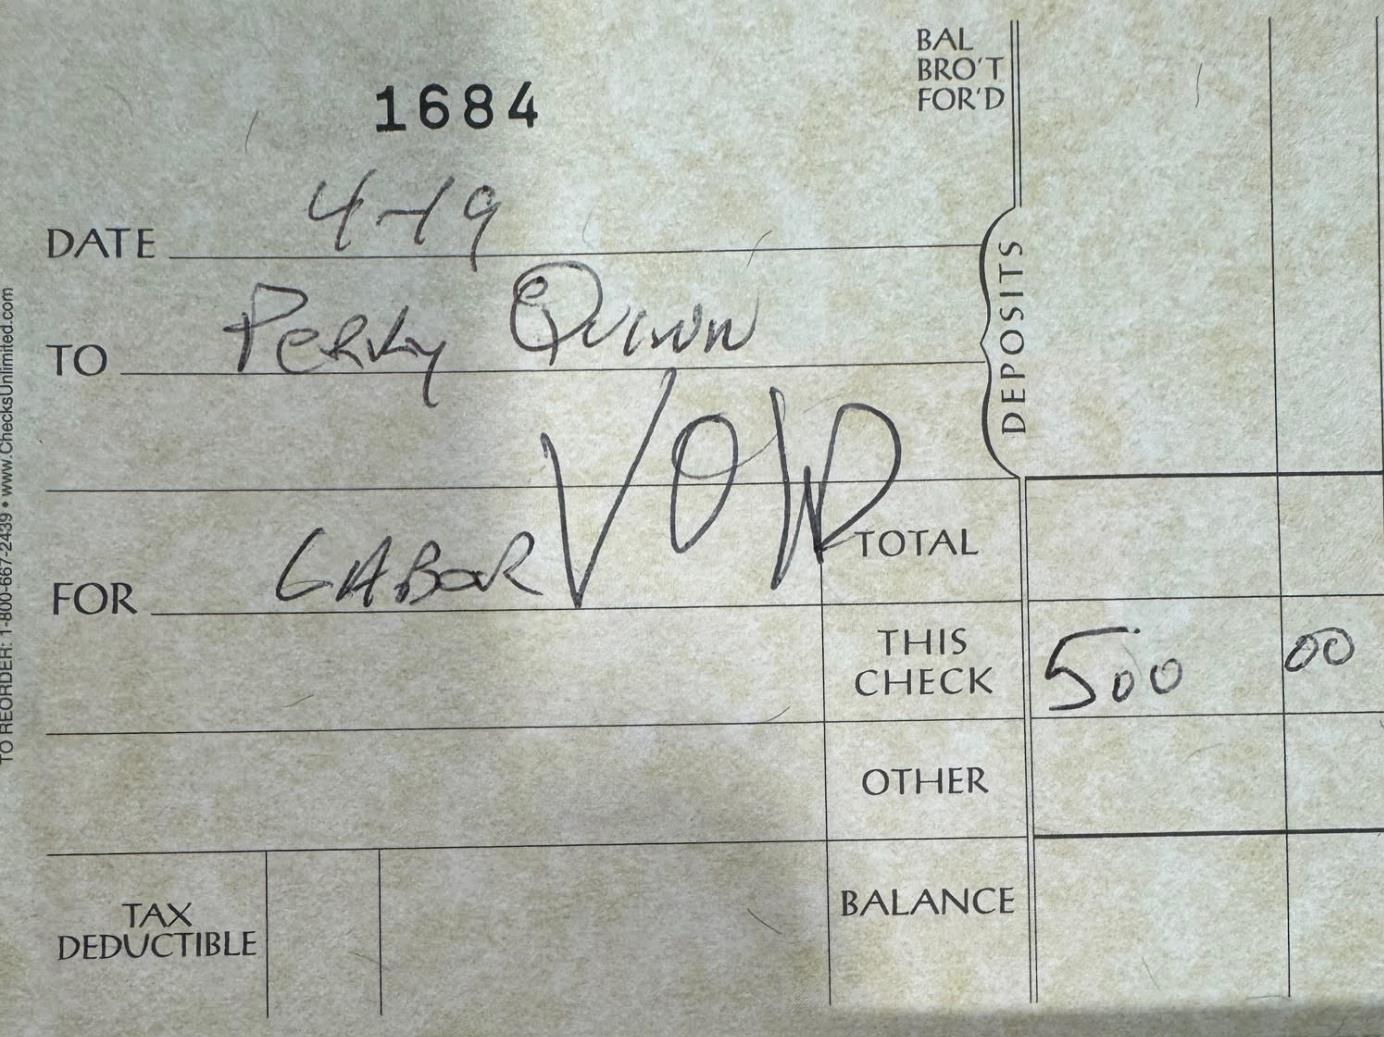 BAL
BRO'T
FOR'D
1684
DATE 4-19
TO Perry Quinn
DEPOSITS
VOID
FOR LABOR
TOTAL
THIS CHECK 500 00
OTHER
BALANCE
TAX
DEDUCTIBLE
TO REORDER: 1-800-667-2439 • www.ChecksUnlimited.com